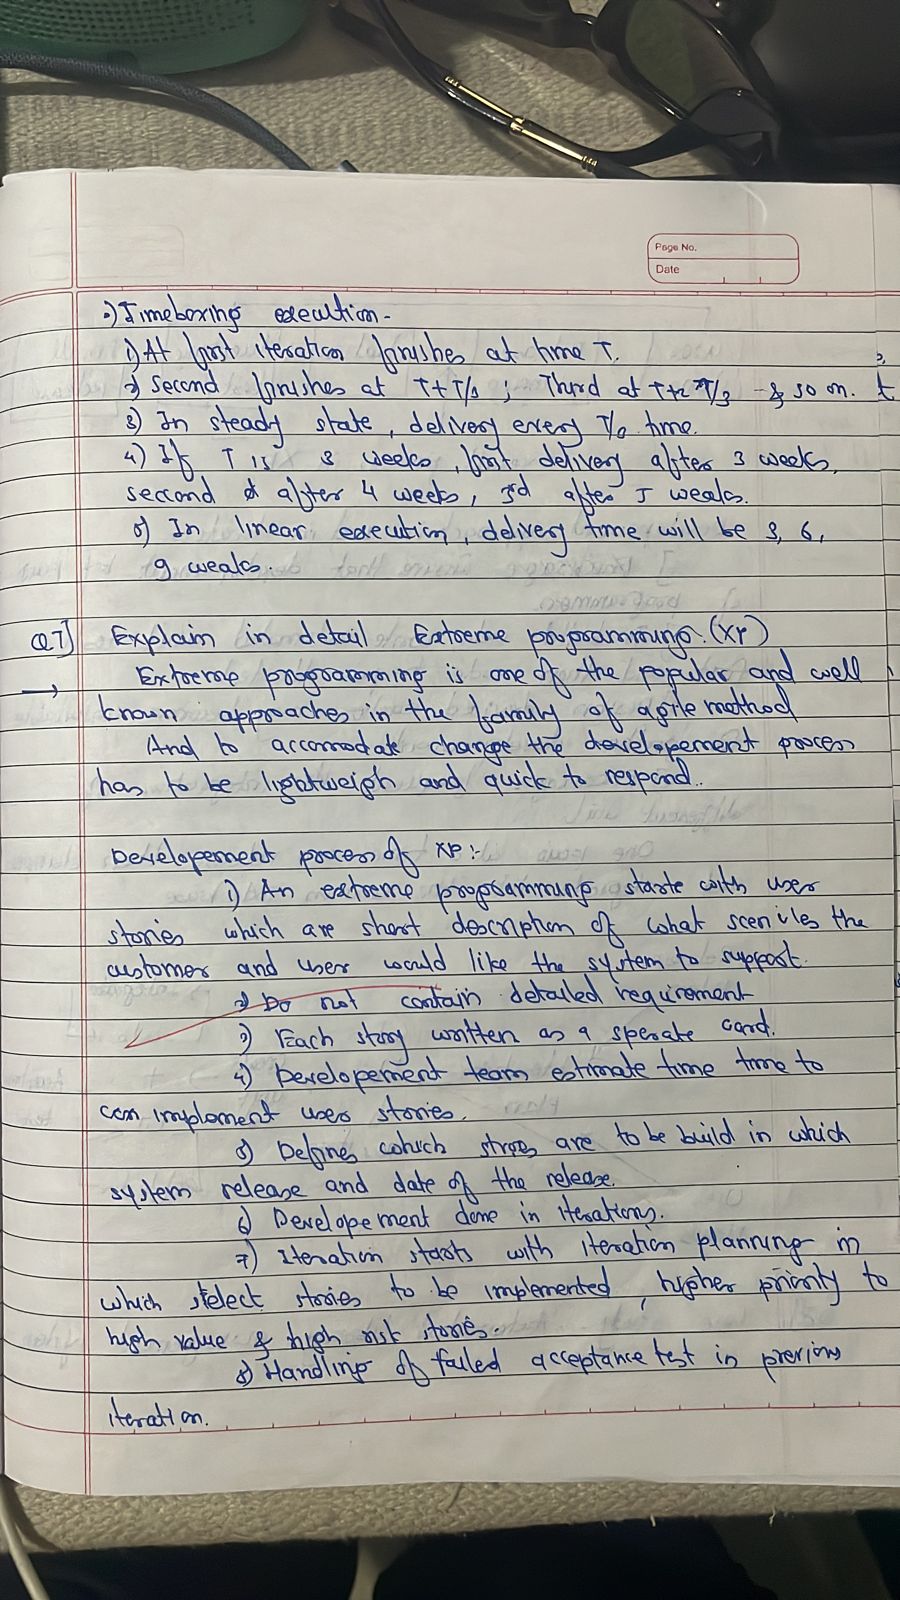 Page No.
Date
:) Timeboxing execution -
1) At first iteration finishes at time T.
2) Second finishes at T+T/3 ; Third at T+2 T/3 & so on.
3) In steady state, delivery every T/3 time.
4) If T is 3 weeks, first delivery after 3 weeks,
second after 4 weeks, 3rd after 5 weeks.
5) In linear execution, delivery time will be 3, 6,
9 weeks.
Q7] Explain in detail Extreme programming. (XP)
→ Extreme programming is one of the popular and well
known approaches in the family of agile method
And to accomodate change the developement process
has to be lightweigh and quick to respond.
Developement process of XP :
1) An extreme programming starts with user
stories which are short description of what the
customer and user would like the system to support.
2) Do not contain detailed requirement
3) Each story written as a sperate card.
4) Developement team estimate time time to
can implement user stories.
5) Defines which stroes are to be build in which
system release and date of the release.
6) Developement done in iterations.
7) Iteration starts with iteration planning in
which select stories to be implemented, higher priority to
high value & high risk stories.
8) Handling of failed acceptance test in previous
iteration.